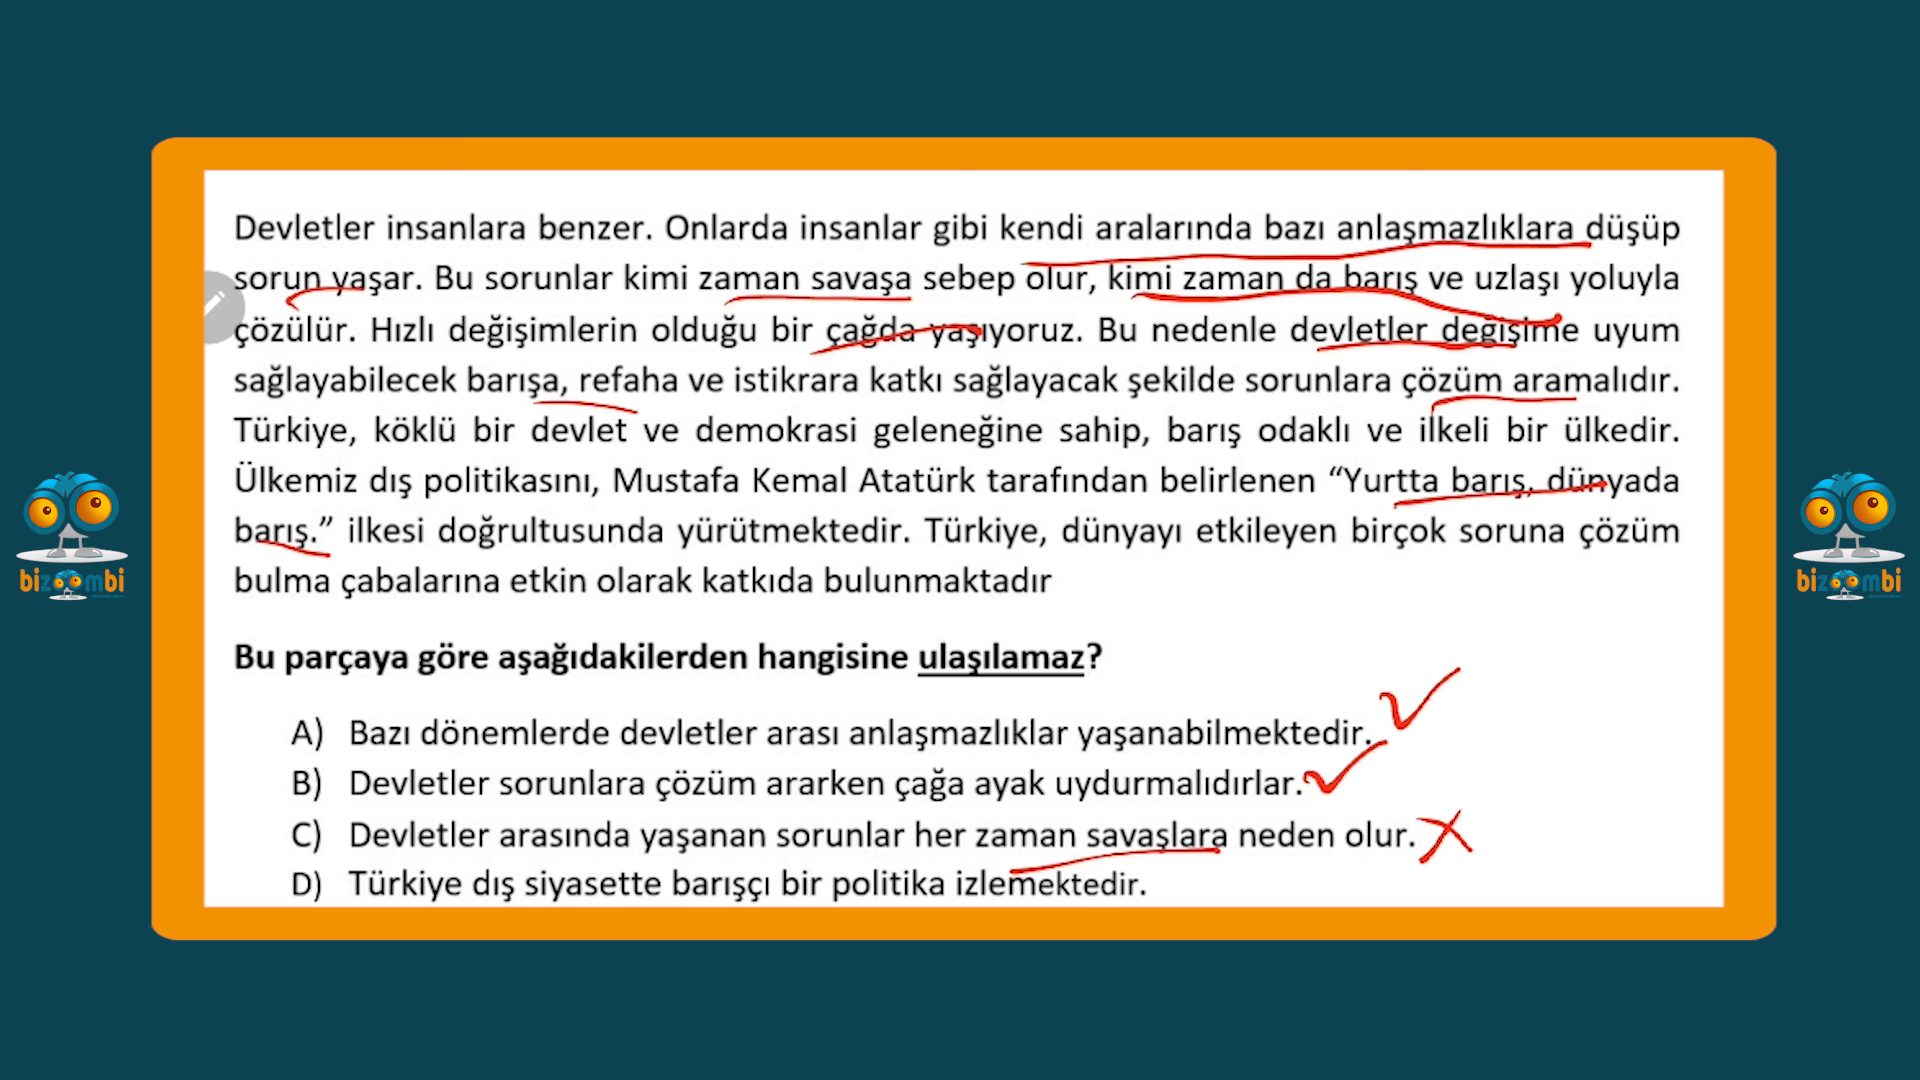 Devletler insanlara benzer. Onlarda insanlar gibi kendi aralarında bazı anlaşmazlıklara düşüp
sorun yaşar. Bu sorunlar kimi zaman savaşa sebep olur, kimi zaman da barış ve uzlaşı yoluyla
çözülür. Hızlı değişimlerin olduğu bir çağda yaşıyoruz. Bu nedenle devletler değişime uyum
sağlayabilecek barışa, refaha ve istikrara katkı sağlayacak şekilde sorunlara çözüm aramalıdır.
Türkiye, köklü bir devlet ve demokrasi geleneğine sahip, barış odaklı ve ilkeli bir ülkedir.
Ülkemiz dış politikasını, Mustafa Kemal Atatürk tarafından belirlenen “Yurtta barış, dünyada
barış.” ilkesi doğrultusunda yürütmektedir. Türkiye, dünyayı etkileyen birçok soruna çözüm
bulma çabalarına etkin olarak katkıda bulunmaktadır
Bu parçaya göre aşağıdakilerden hangisine ulaşılamaz?
A) Bazı dönemlerde devletler arası anlaşmazlıklar yaşanabilmektedir.
B) Devletler sorunlara çözüm ararken çağa ayak uydurmalıdırlar.
C) Devletler arasında yaşanan sorunlar her zaman savaşlara neden olur.
D) Türkiye dış siyasette barışçı bir politika izlemektedir.
bizoombi
bizoombi